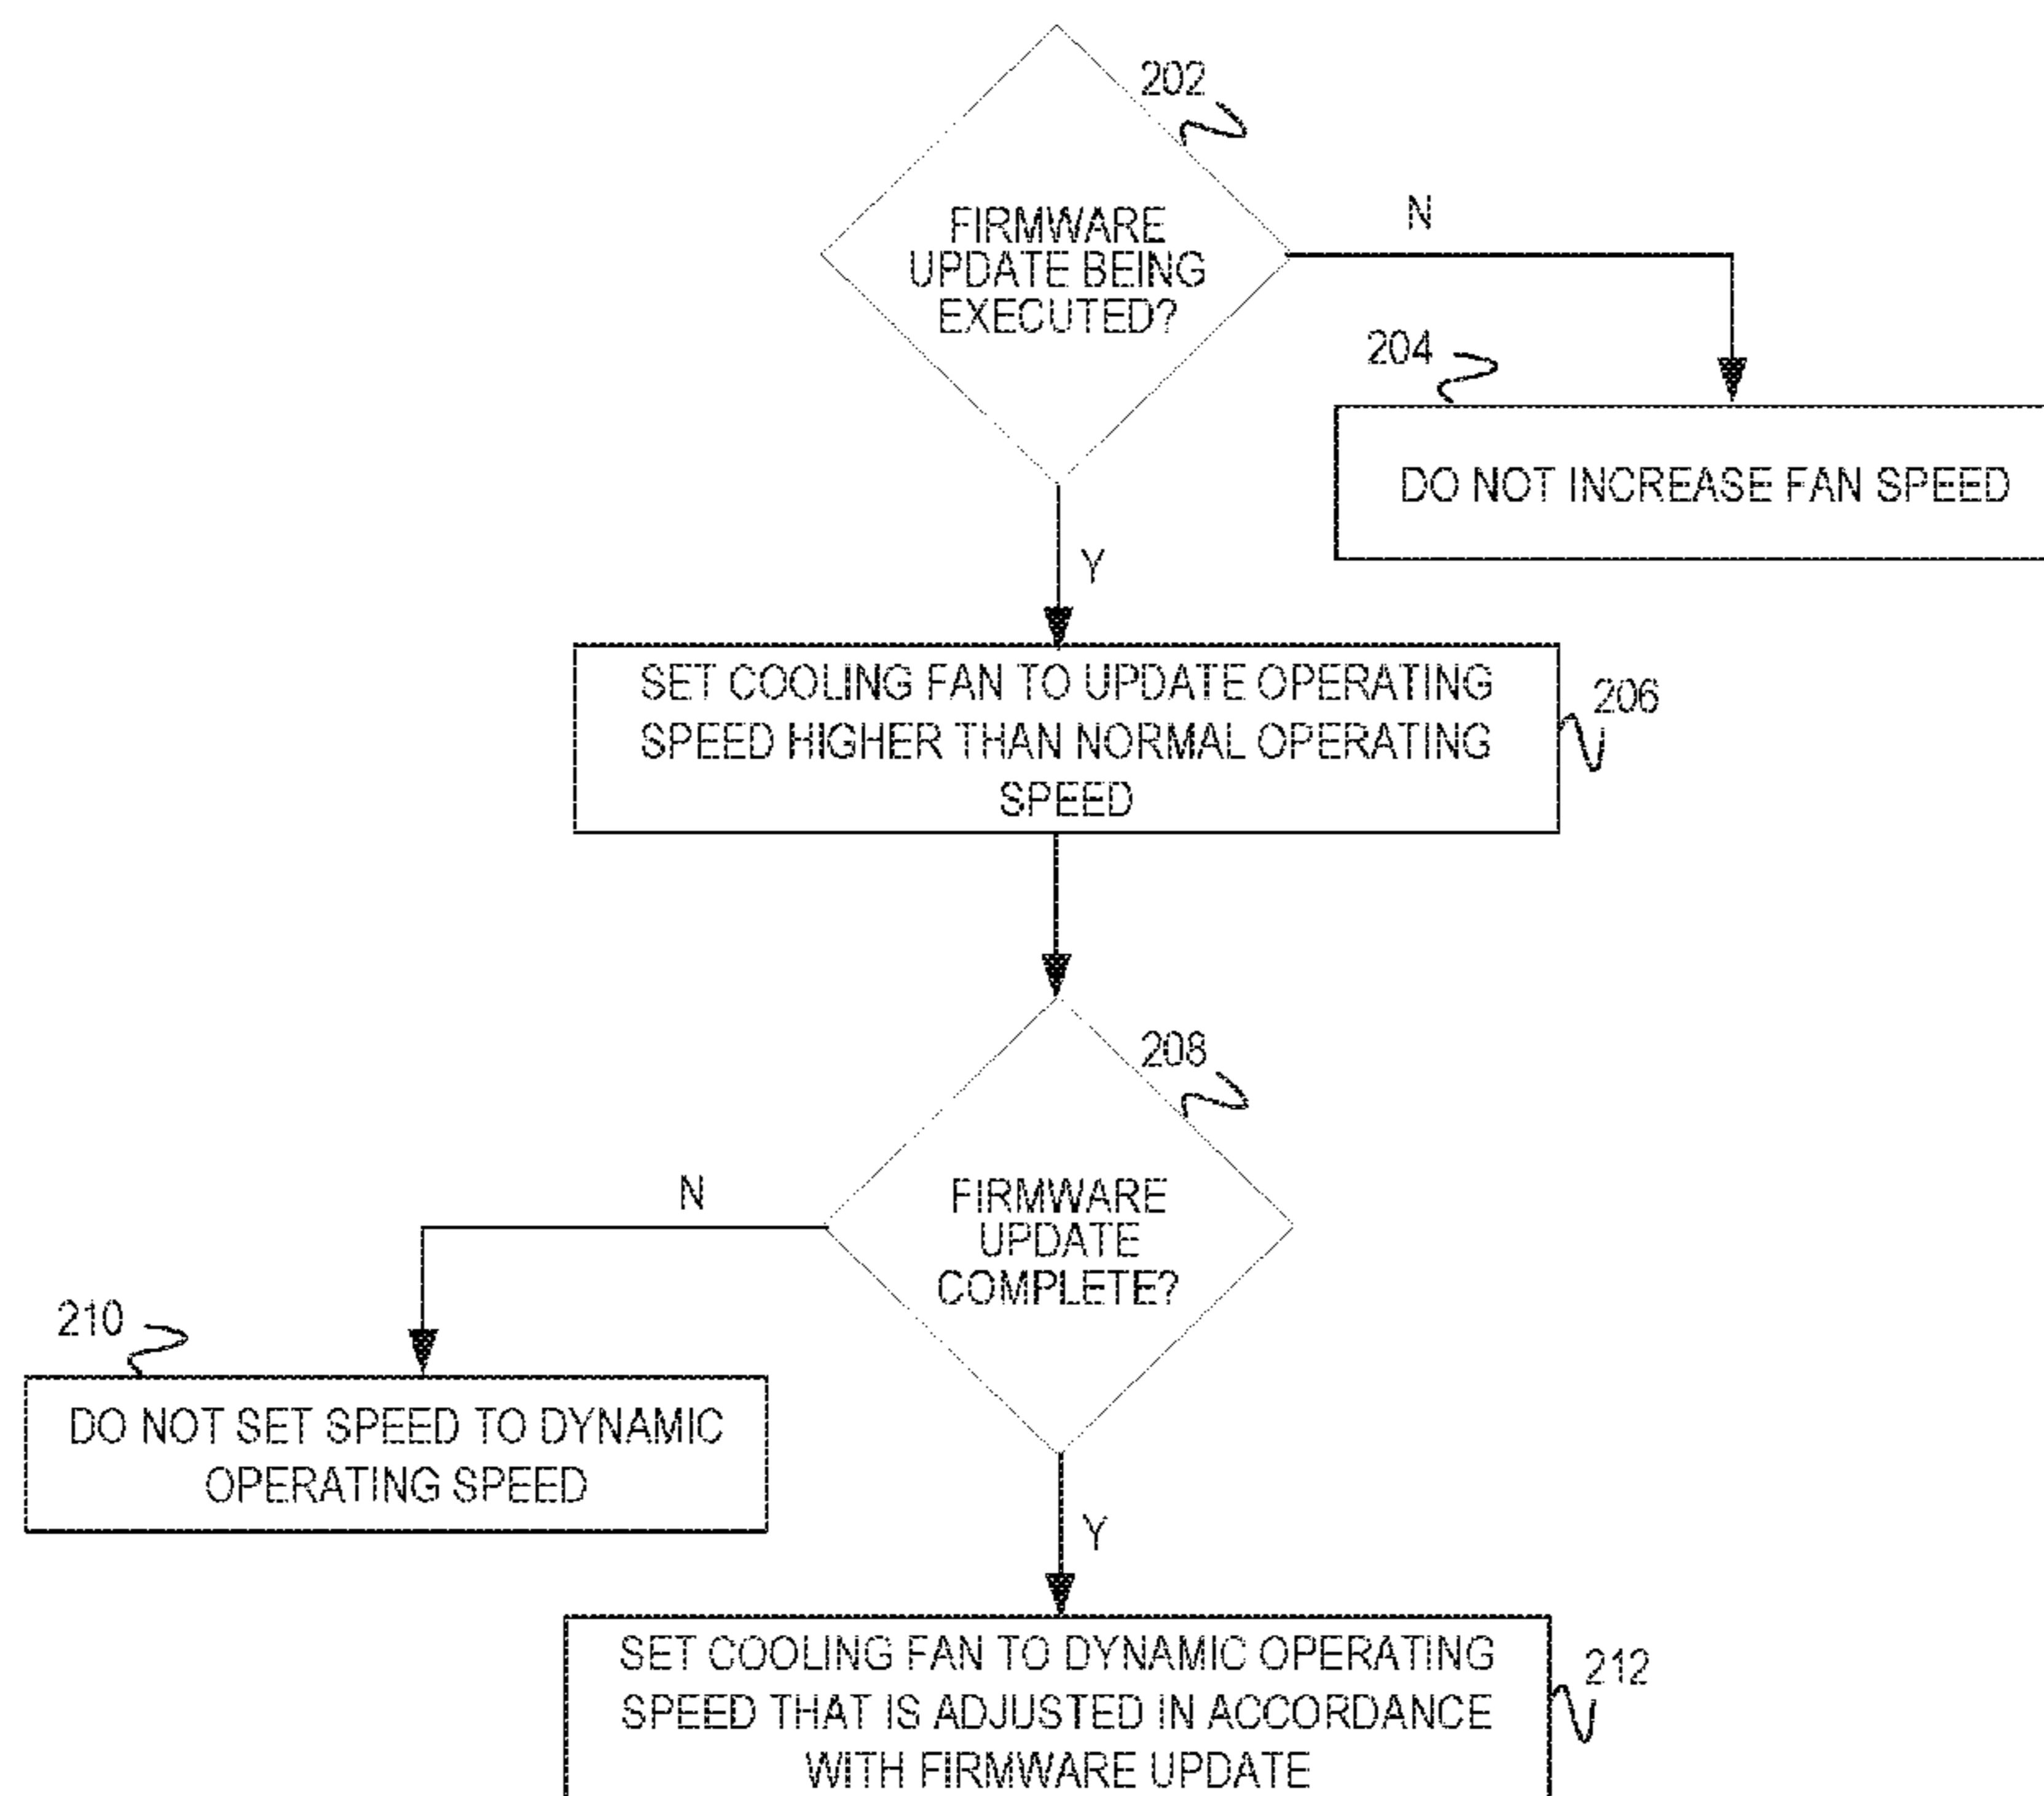 202
FIRMWARE
UPDATE BEING
EXECUTED?
N
204
DO NOT INCREASE FAN SPEED
Y
SET COOLING FAN TO UPDATE OPERATING
SPEED HIGHER THAN NORMAL OPERATING
SPEED
206
208
FIRMWARE
UPDATE
COMPLETE?
N
210
DO NOT SET SPEED TO DYNAMIC
OPERATING SPEED
Y
SET COOLING FAN TO DYNAMIC OPERATING
SPEED THAT IS ADJUSTED IN ACCORDANCE
WITH FIRMWARE UPDATE
212